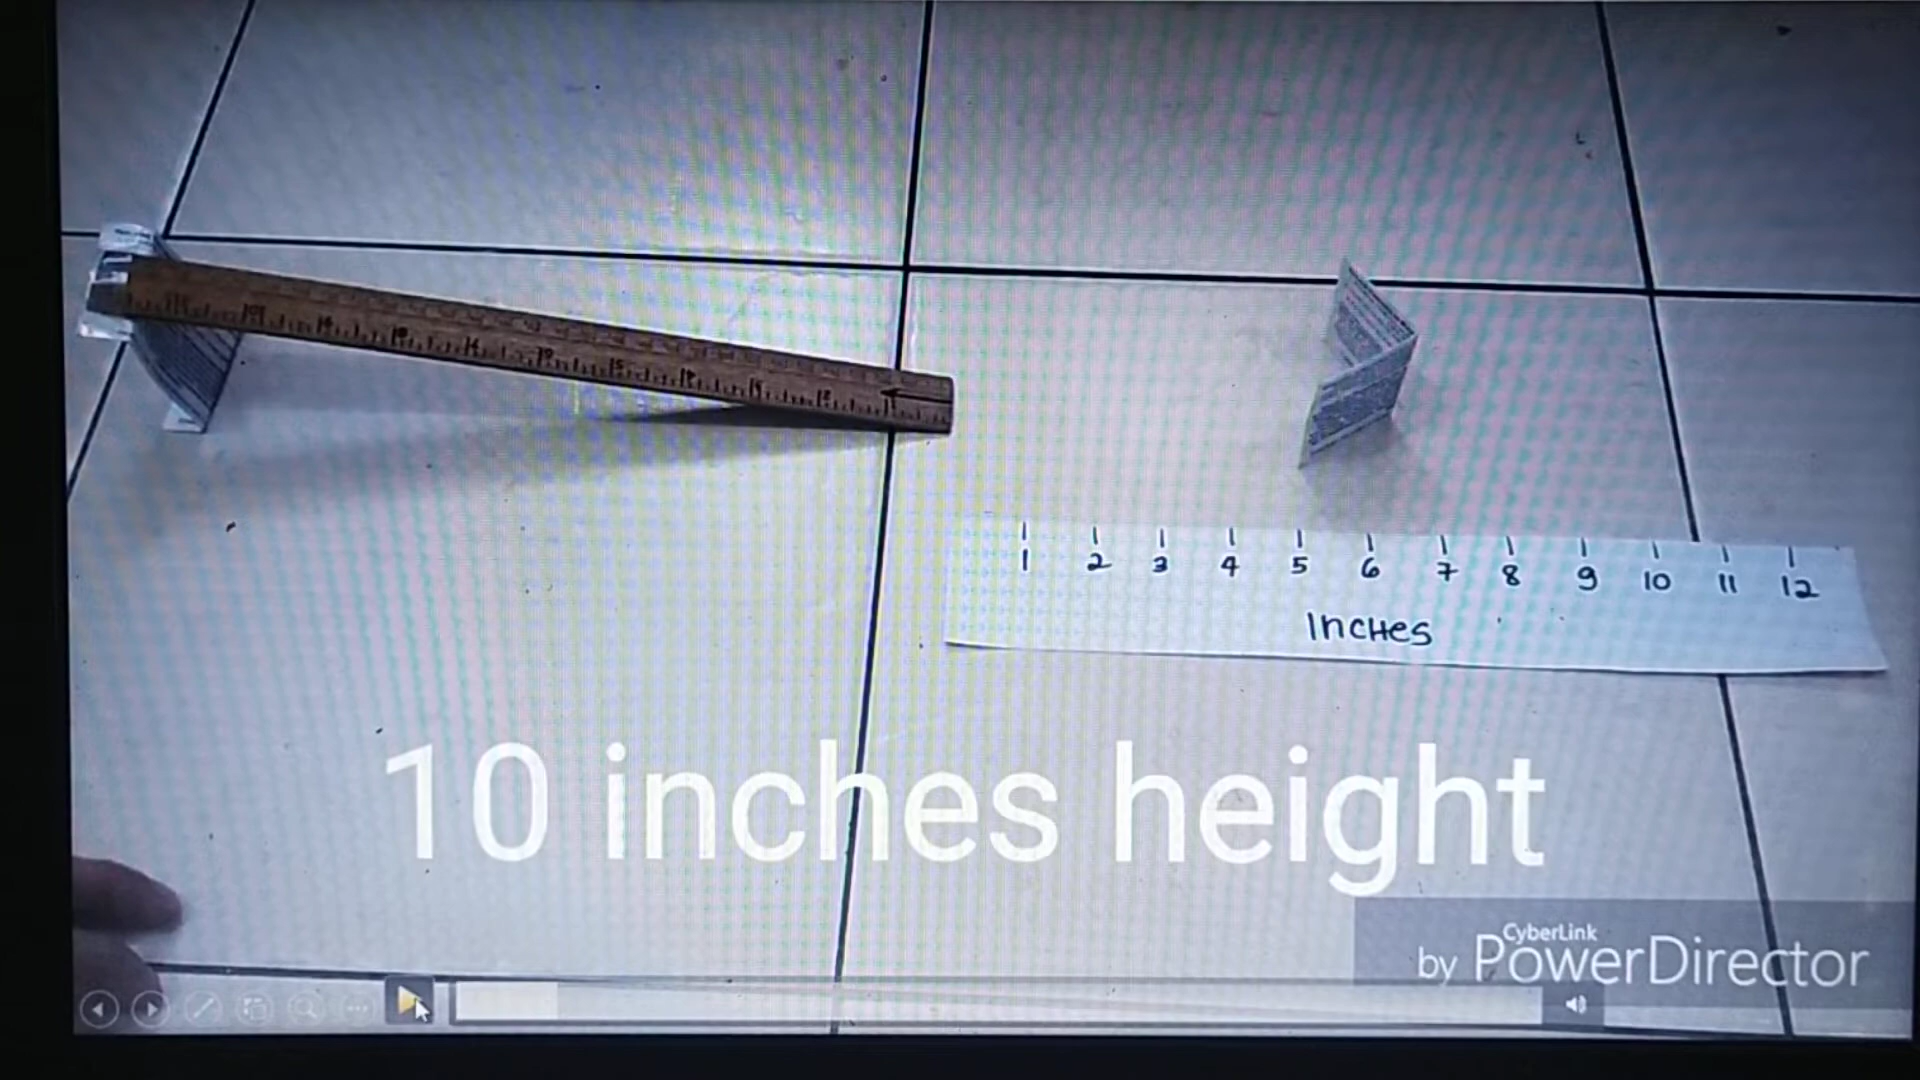 1 2 3 4 5 6 7 8 9 10 11 12
INCHES
10 inches height
CyberLink
by PowerDirector